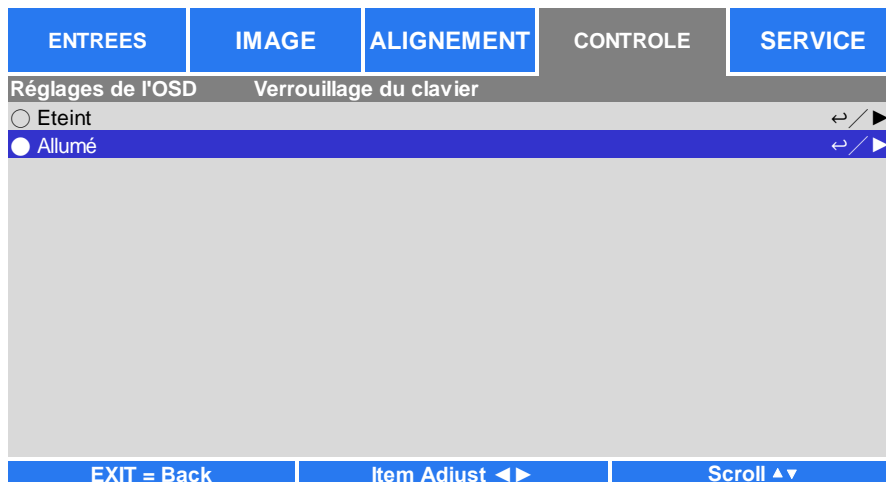 ENTREES IMAGE ALIGNEMENT CONTROLE SERVICE
Réglages de l'OSD Verrouillage du clavier
Eteint
Allumé
EXIT = Back Item Adjust ◄► Scroll ▲▼